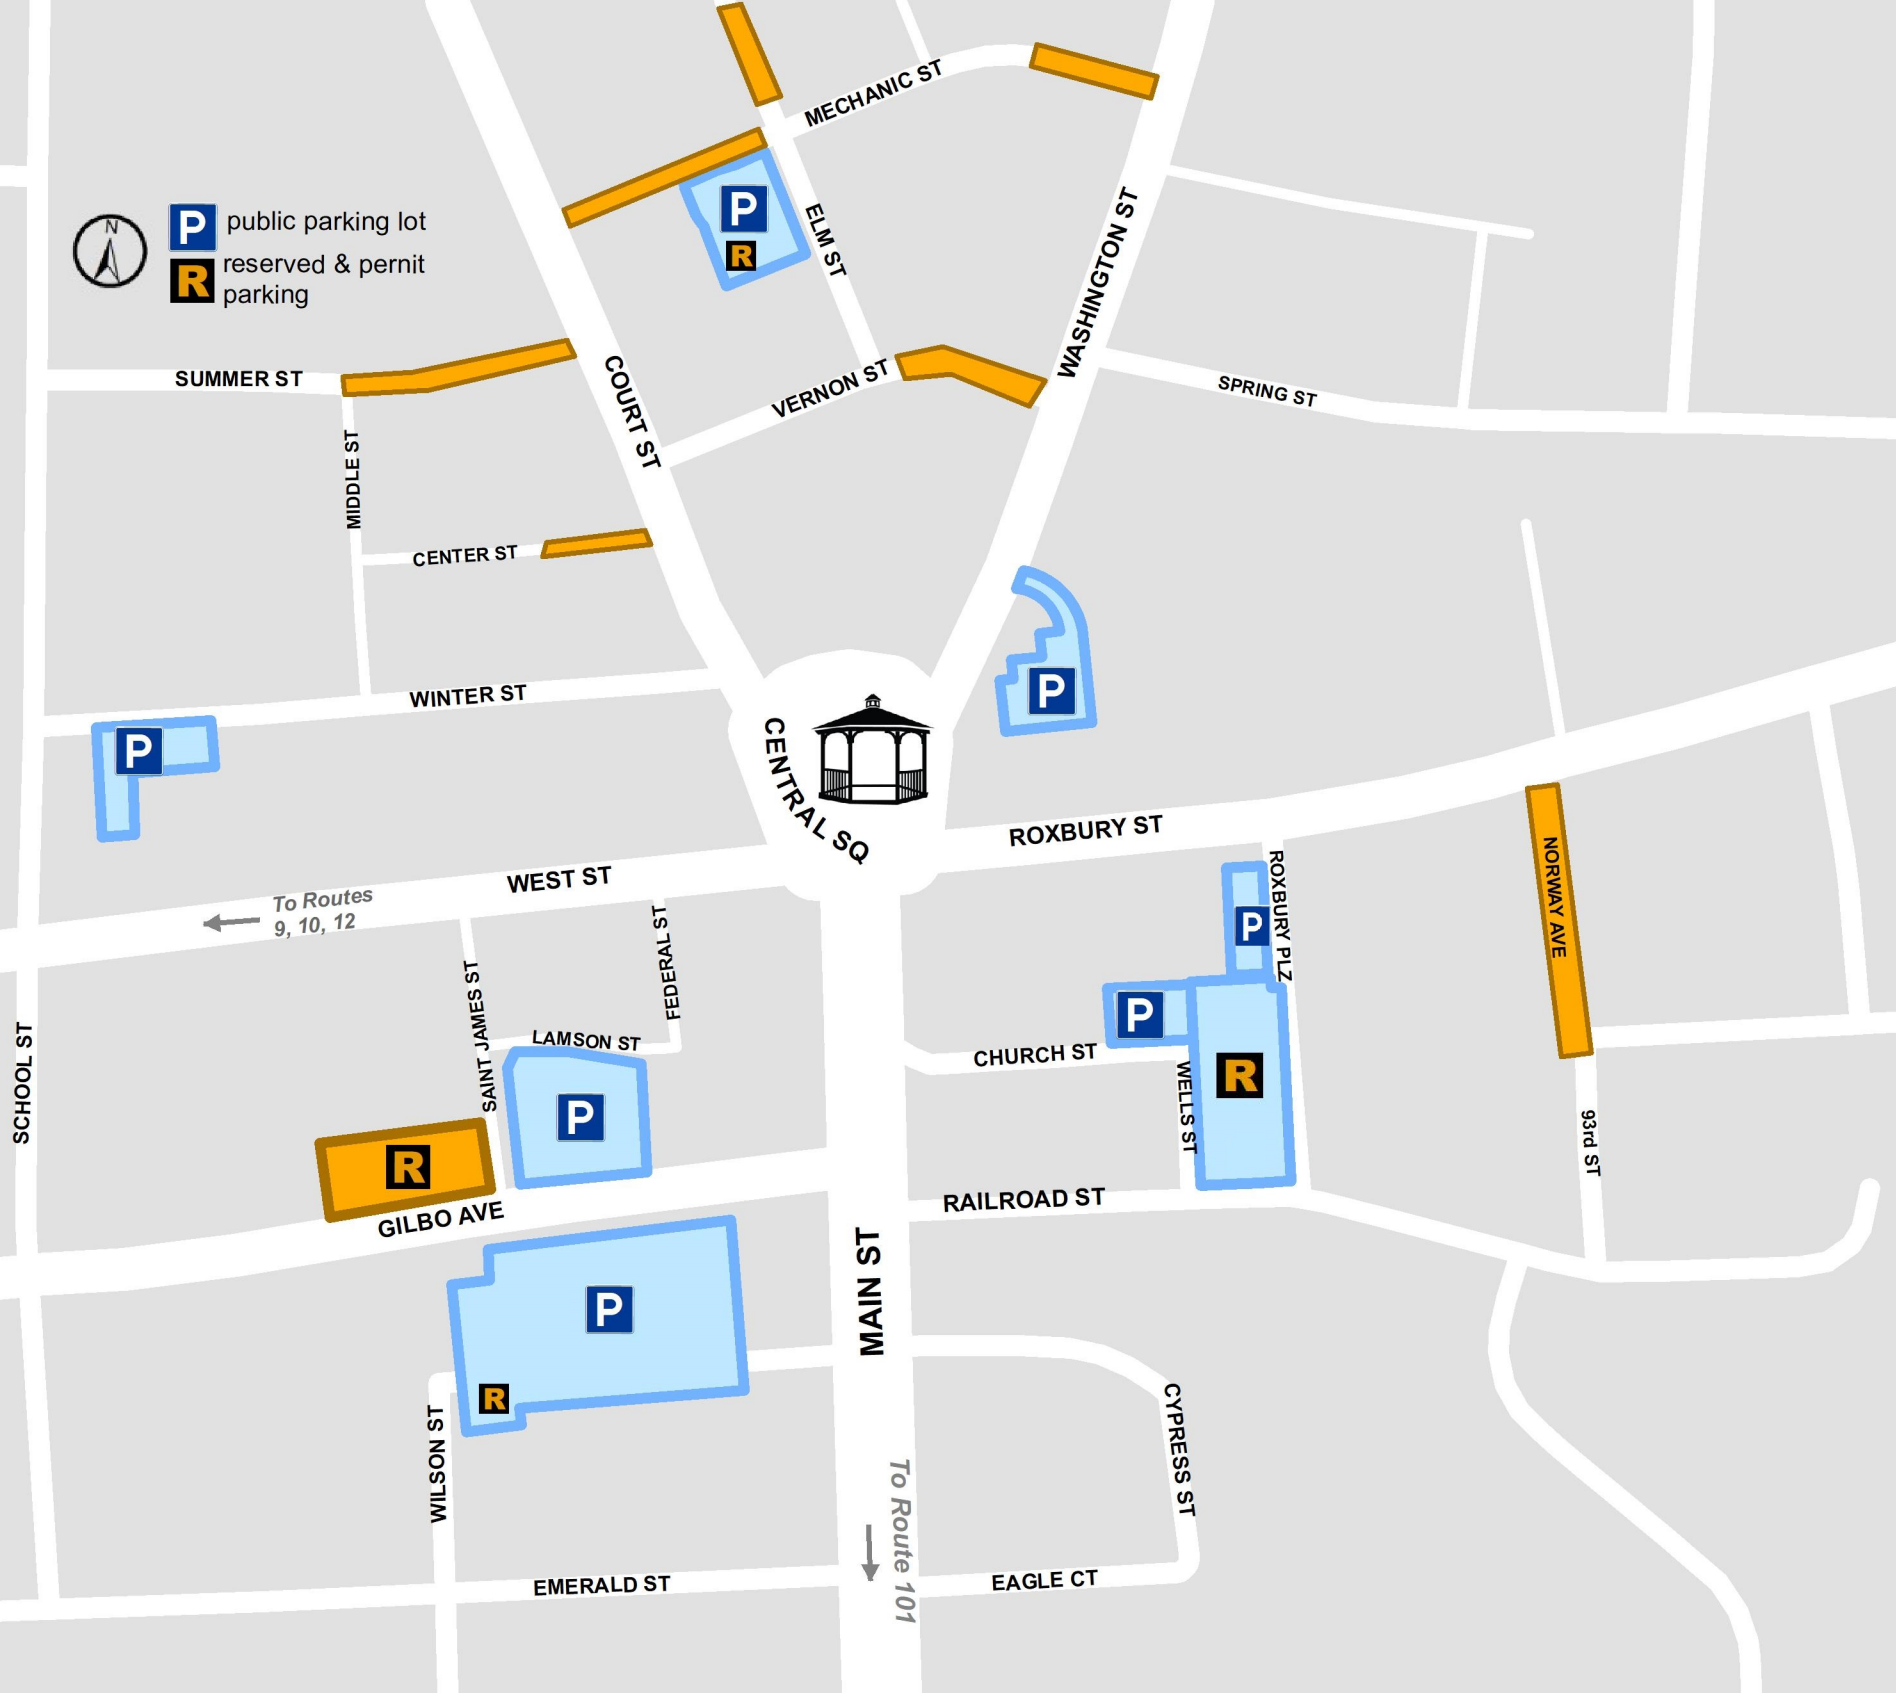 MECHANIC ST
N
P public parking lot
R reserved & pernit
parking
P
R
ELM ST
WASHINGTON ST
SUMMER ST
COURT ST
VERNON ST
SPRING ST
MIDDLE ST
CENTER ST
WINTER ST
P
P
CENTRAL SQ
ROXBURY ST
WEST ST
To Routes
9, 10, 12
NORWAY AVE
ROXBURY PLZ
P
FEDERAL ST
SAINT JAMES ST
P
LAMSON ST
CHURCH ST
SCHOOL ST
R
WELLS ST
P
93rd ST
R
GILBO AVE
RAILROAD ST
MAIN ST
P
R
WILSON ST
CYPRESS ST
To Route 101
EMERALD ST
EAGLE CT